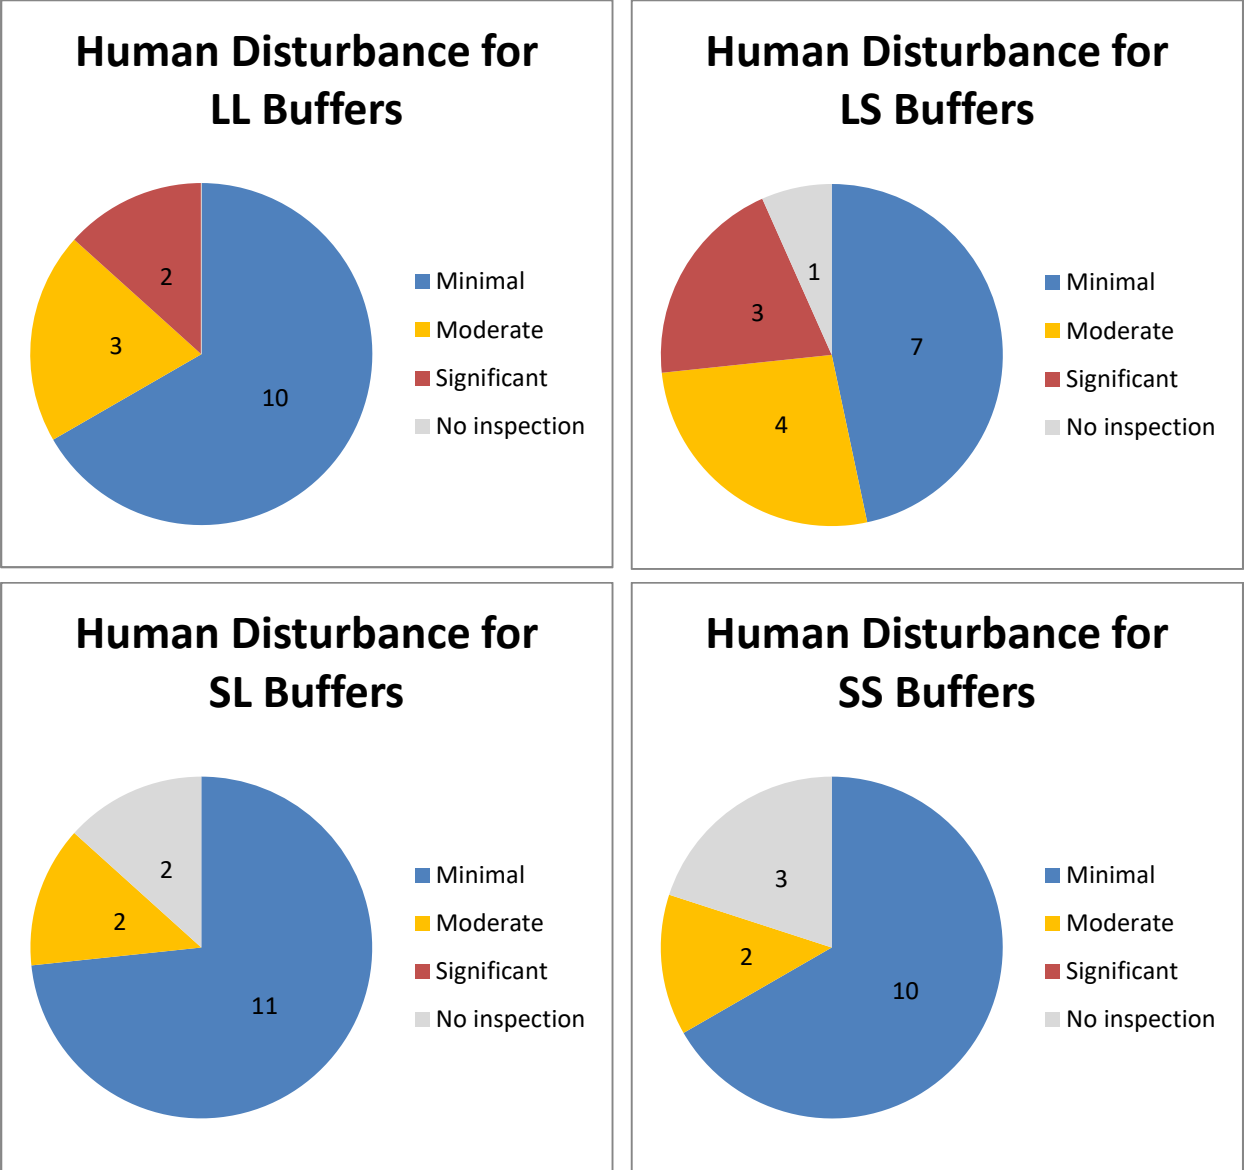 Human Disturbance for
LL Buffers
2
3
10
Minimal
Moderate
Significant
No inspection
Human Disturbance for
LS Buffers
1
3
7
4
Minimal
Moderate
Significant
No inspection
Human Disturbance for
SL Buffers
2
2
11
Minimal
Moderate
Significant
No inspection
Human Disturbance for
SS Buffers
3
2
10
Minimal
Moderate
Significant
No inspection